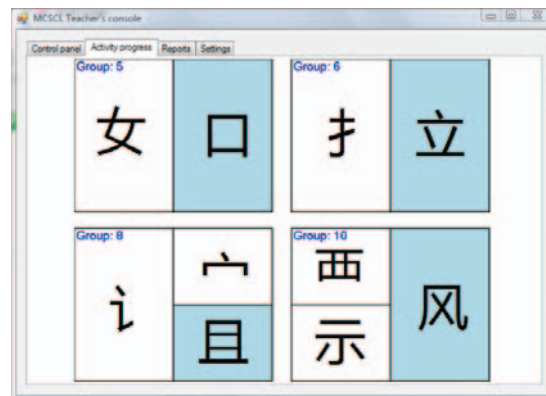 MCSCL Teacher's console
Control panel Activity progress Reports Settings
Group: 5
女 口
Group: 6
扌 立
Group: 8
讠 宀 且
Group: 10
覀 示 风